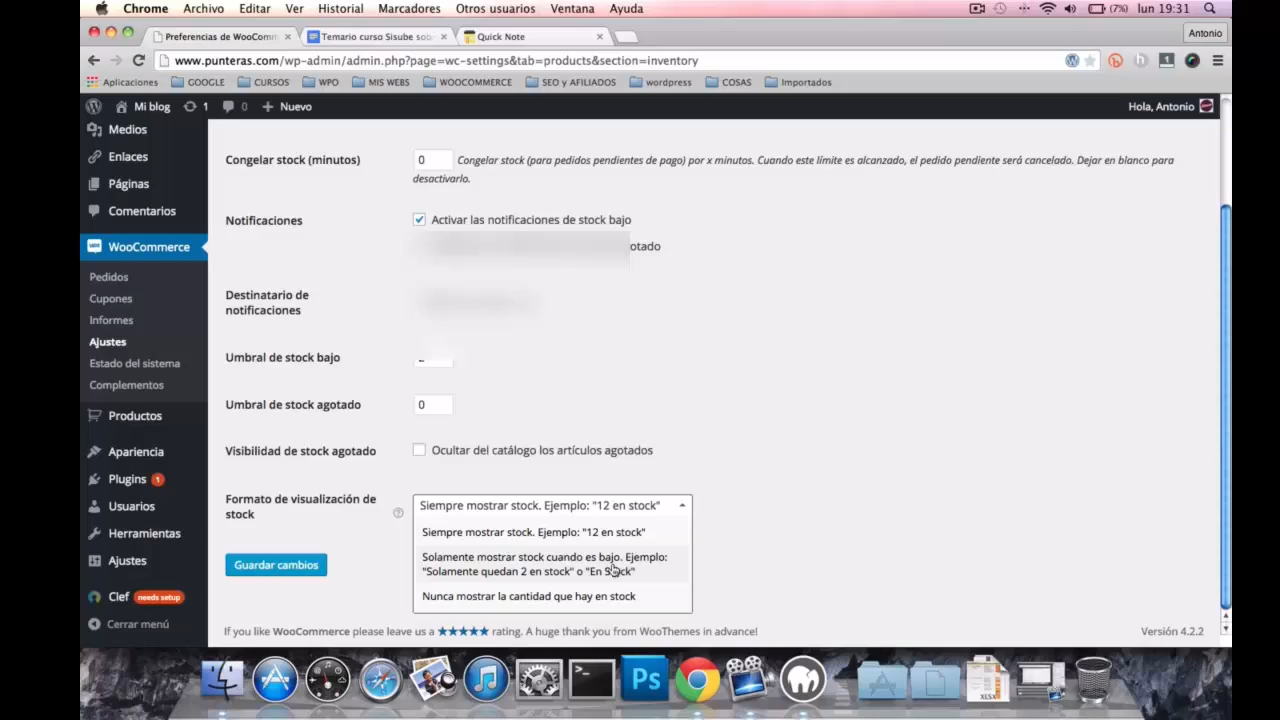 Chrome Archivo Editar Ver Historial Marcadores Otros usuarios Ventana Ayuda (7%) lun 19:31
Preferencias de WooComm Temario curso Sisube sob Quick Note Antonio
www.punteras.com/wp-admin/admin.php?page=wc-settings&tab=products&section=inventory
Aplicaciones GOOGLE CURSOS WPO MIS WEBS WOOCOMMERCE SEO y AFILIADOS wordpress COSAS Importados
Mi blog 1 0 + Nuevo Hola, Antonio
Medios
Enlaces
Páginas
Comentarios
WooCommerce
Pedidos
Cupones
Informes
Ajustes
Estado del sistema
Complementos
Productos
Apariencia
Plugins 1
Usuarios
Herramientas
Ajustes
Clef needs setup
Cerrar menú
Congelar stock (minutos) 0 Congelar stock (para pedidos pendientes de pago) por x minutos. Cuando este límite es alcanzado, el pedido pendiente será cancelado. Dejar en blanco para
desactivarlo.
Notificaciones Activar las notificaciones de stock bajo
otado
Destinatario de
notificaciones
Umbral de stock bajo
Umbral de stock agotado 0
Visibilidad de stock agotado Ocultar del catálogo los artículos agotados
Formato de visualización de
stock
Siempre mostrar stock. Ejemplo: "12 en stock"
Siempre mostrar stock. Ejemplo: "12 en stock"
Solamente mostrar stock cuando es bajo. Ejemplo:
"Solamente quedan 2 en stock" o "En Stock"
Nunca mostrar la cantidad que hay en stock
Guardar cambios
If you like WooCommerce please leave us a ★★★★★ rating. A huge thank you from WooThemes in advance! Versión 4.2.2
Ps
XLSX